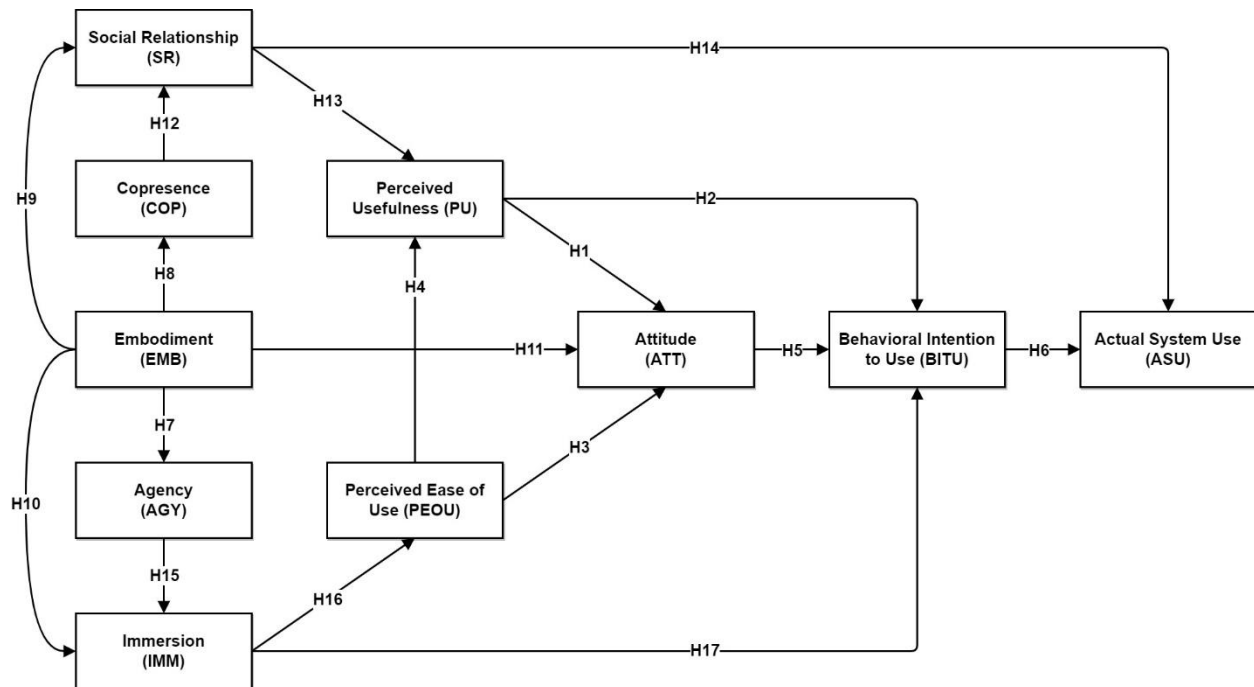 Social Relationship
(SR)
H14
H13
H12
Copresence
(COP)
Perceived
Usefulness (PU)
H9
H2
H1
H8
H4
Embodiment
(EMB)
H11
Attitude
(ATT)
H5
Behavioral Intention
to Use (BITU)
H6
Actual System Use
(ASU)
H7
H3
H10
Agency
(AGY)
Perceived Ease of
Use (PEOU)
H15
H16
Immersion
(IMM)
H17